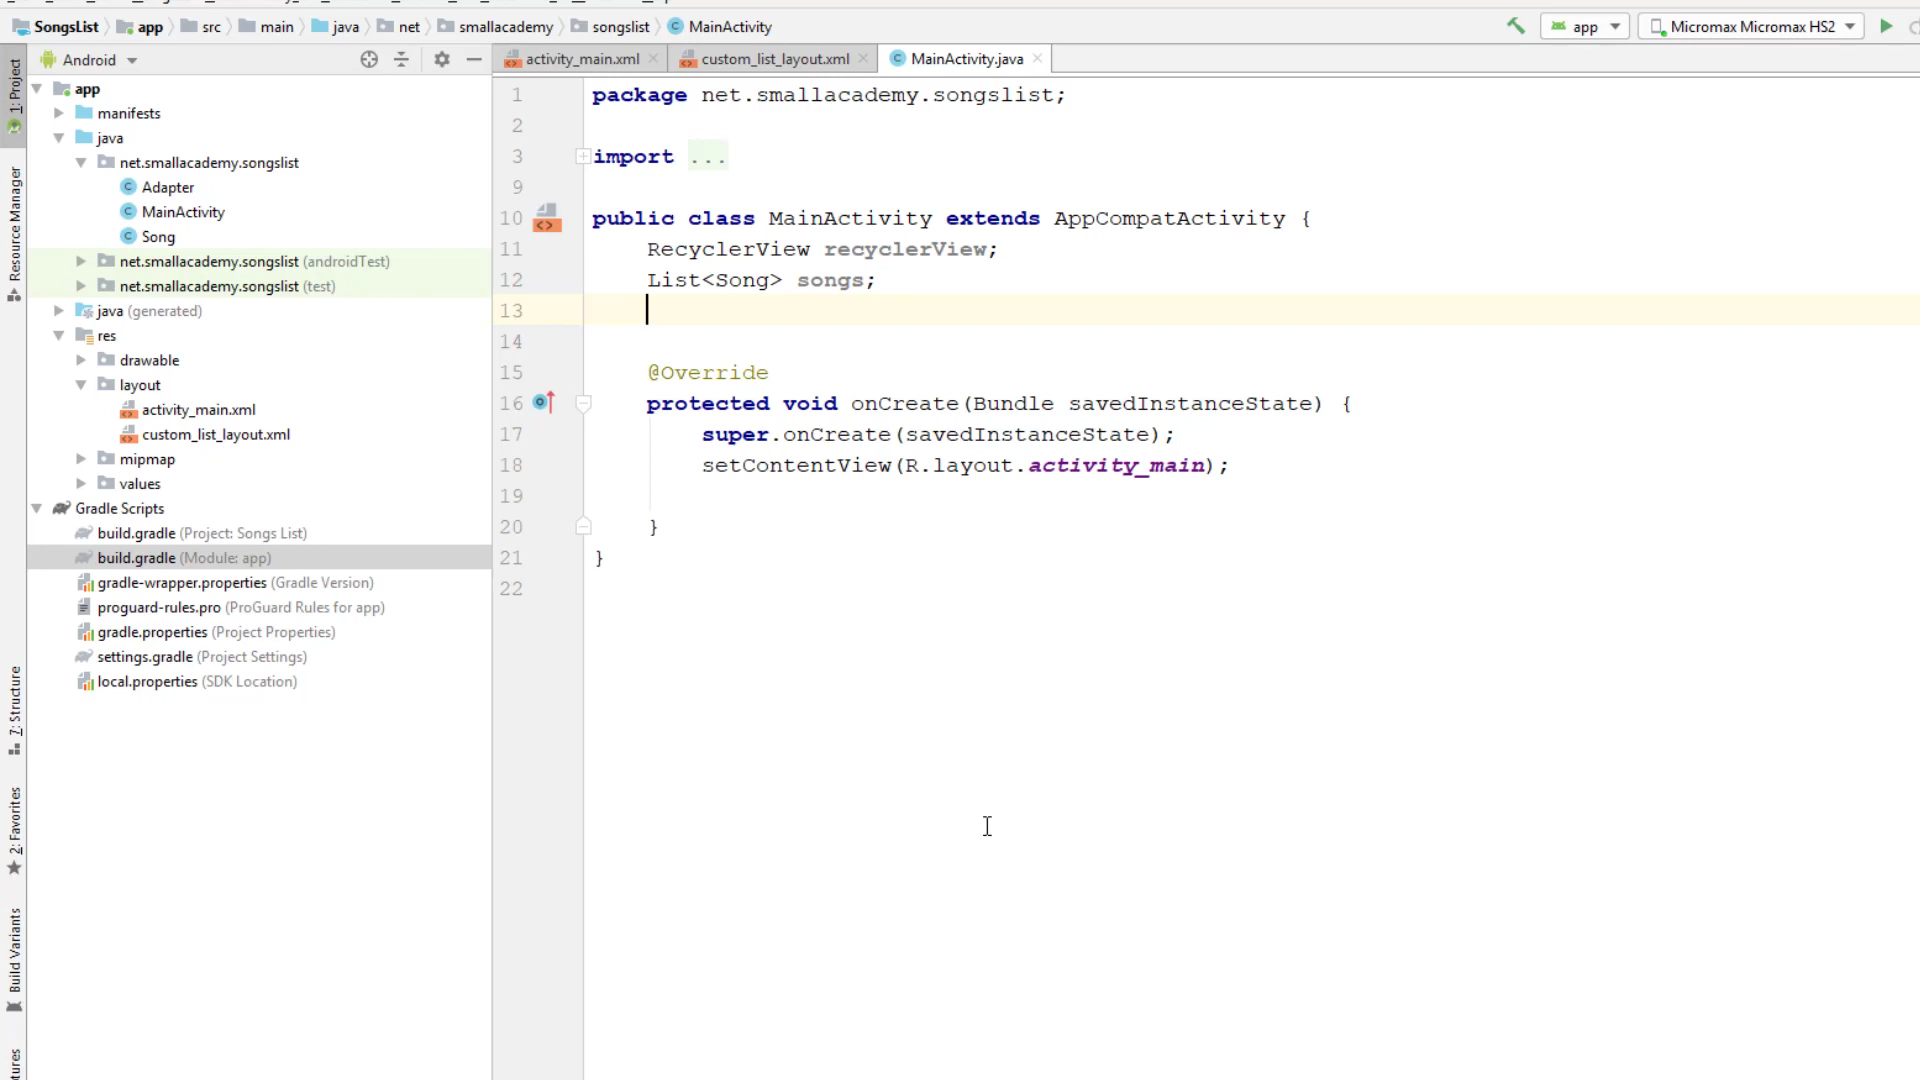 SongsList app src main java net smallacademy songslist MainActivity
app Micromax Micromax HS2
Android
activity_main.xml custom_list_layout.xml MainActivity.java
1: Project
Resource Manager
7: Structure
2: Favorites
Build Variants
app
manifests
java
net.smallacademy.songslist
Adapter
MainActivity
Song
net.smallacademy.songslist (androidTest)
net.smallacademy.songslist (test)
java (generated)
res
drawable
layout
activity_main.xml
custom_list_layout.xml
mipmap
values
Gradle Scripts
build.gradle (Project: Songs List)
build.gradle (Module: app)
gradle-wrapper.properties (Gradle Version)
proguard-rules.pro (ProGuard Rules for app)
gradle.properties (Project Properties)
settings.gradle (Project Settings)
local.properties (SDK Location)
1 package net.smallacademy.songslist;
2
3 import ...
9
10 public class MainActivity extends AppCompatActivity {
11 RecyclerView recyclerView;
12 List<Song> songs;
13
14
15 @Override
16 protected void onCreate(Bundle savedInstanceState) {
17 super.onCreate(savedInstanceState);
18 setContentView(R.layout.activity_main);
19
20 }
21 }
22